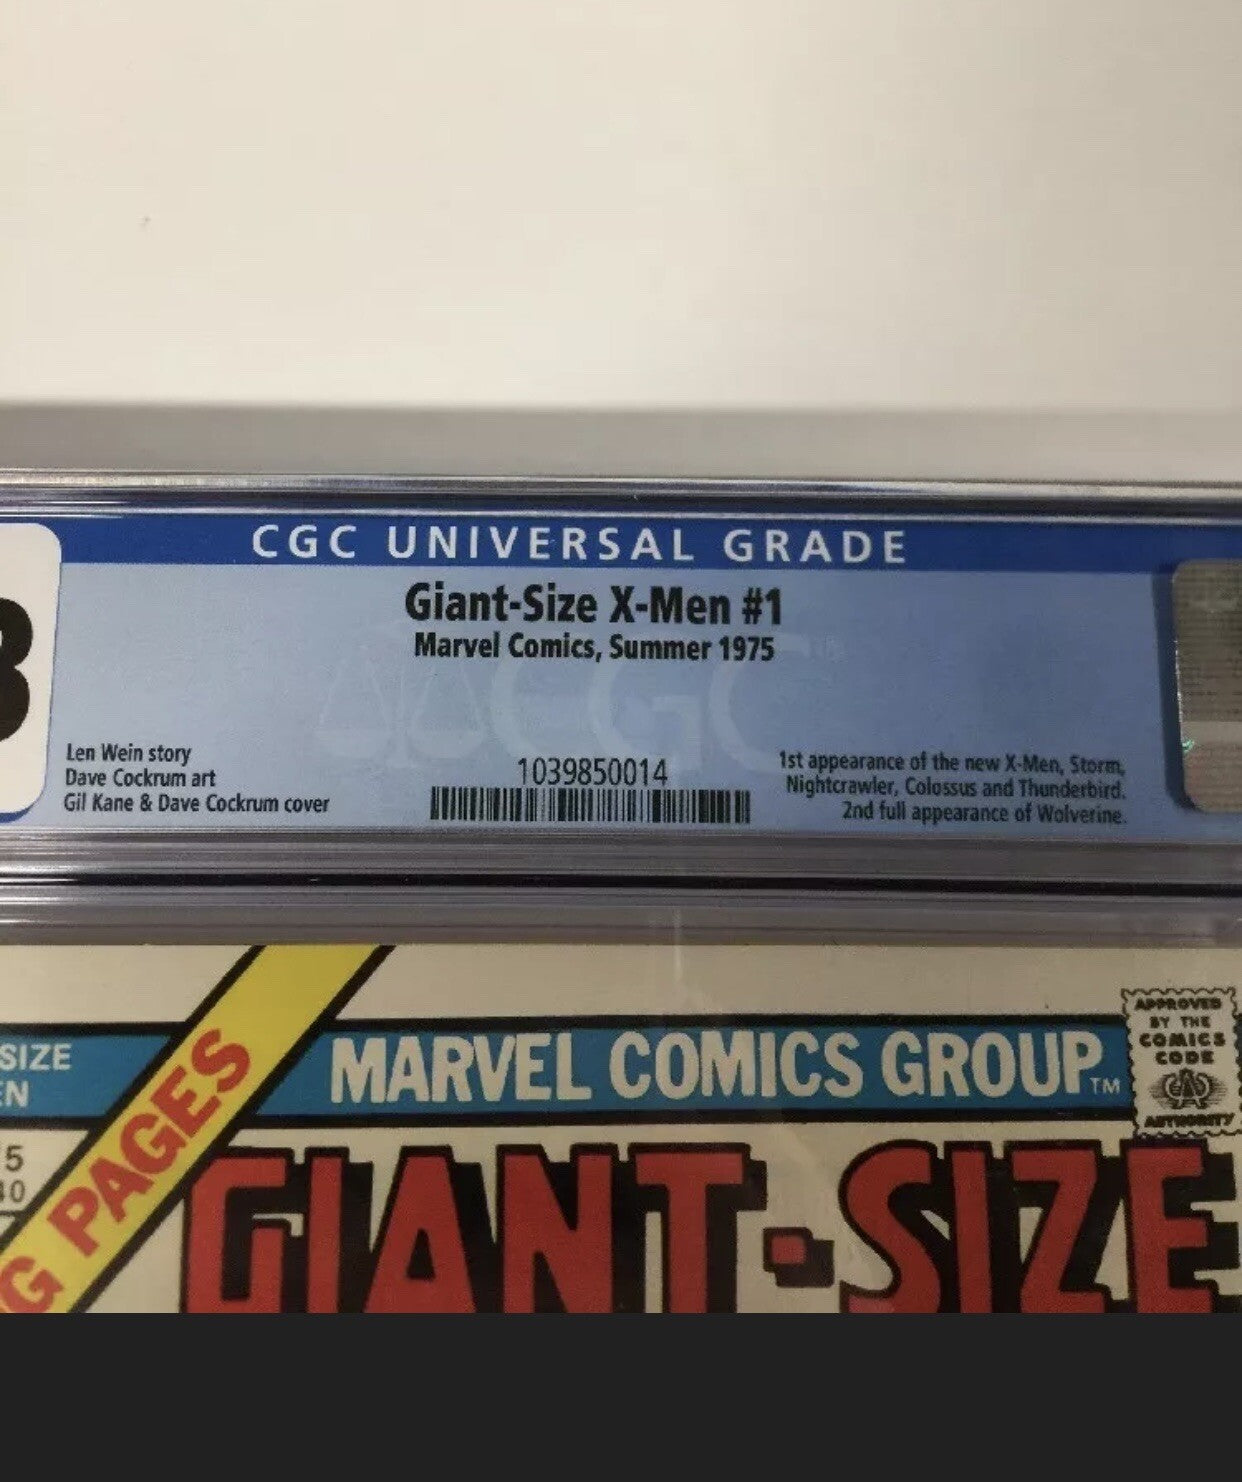 CGC UNIVERSAL GRADE
Giant-Size X-Men #1
Marvel Comics, Summer 1975
Len Wein story
Dave Cockrum art
Gil Kane & Dave Cockrum cover
1039850014
1st appearance of the new X-Men, Storm,
Nightcrawler, Colossus and Thunderbird.
2nd full appearance of Wolverine.
CGC
SIZE
PAGES
MARVEL COMICS GROUP TM
APPROVED
BY THE
COMICS
CODE
CA
AUTHORITY
GIANT-SIZE